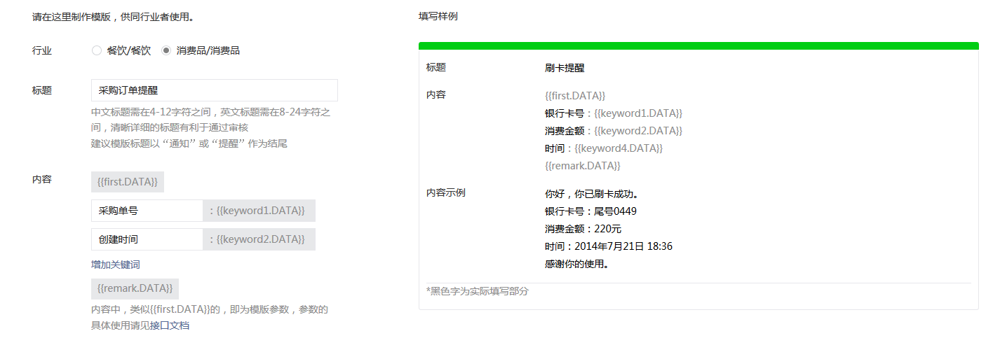 请在这里制作模版，供同行业者使用。
行业
餐饮/餐饮
消费品/消费品
标题
采购订单提醒
中文标题需在4-12字符之间，英文标题需在8-24字符之
间，清晰详细的标题有利于通过审核
建议模版标题以“通知”或“提醒”作为结尾
内容
{{first.DATA}}
采购单号
：{{keyword1.DATA}}
创建时间
：{{keyword2.DATA}}
增加关键词
{{remark.DATA}}
内容中，类似{{first.DATA}}的，即为模版参数，参数的
具体使用请见接口文档
填写样例
标题
刷卡提醒
内容
{{first.DATA}}
银行卡号：{{keyword1.DATA}}
消费金额：{{keyword2.DATA}}
时间：{{keyword4.DATA}}
{{remark.DATA}}
内容示例
你好，你已刷卡成功。
银行卡号：尾号0449
消费金额：220元
时间：2014年7月21日 18:36
感谢你的使用。
*黑色字为实际填写部分